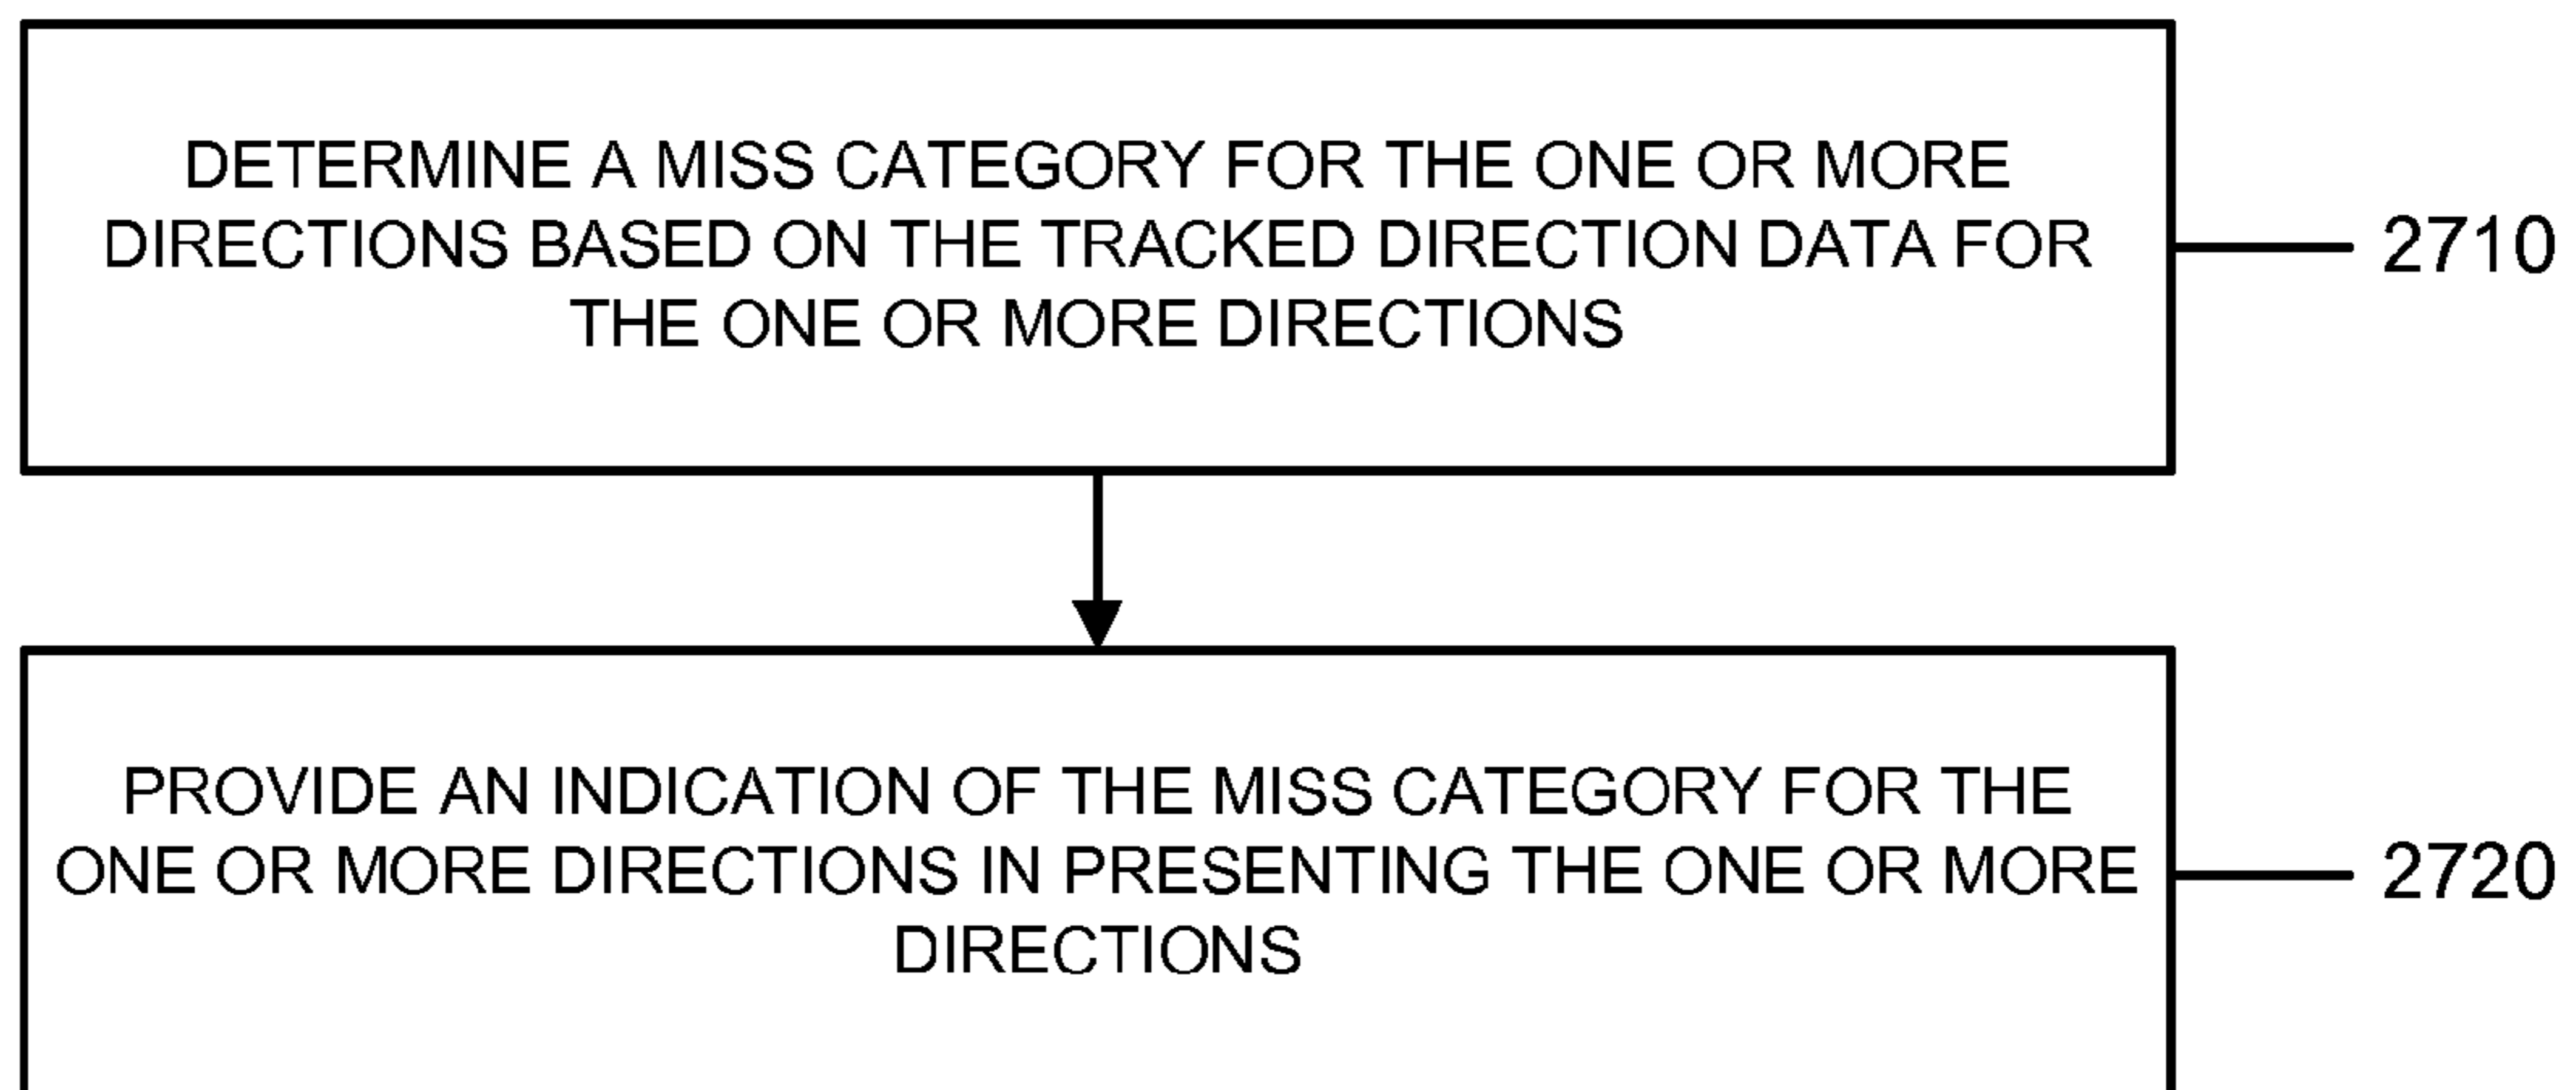 DETERMINE A MISS CATEGORY FOR THE ONE OR MORE
DIRECTIONS BASED ON THE TRACKED DIRECTION DATA FOR
THE ONE OR MORE DIRECTIONS
2710
PROVIDE AN INDICATION OF THE MISS CATEGORY FOR THE
ONE OR MORE DIRECTIONS IN PRESENTING THE ONE OR MORE
DIRECTIONS
2720